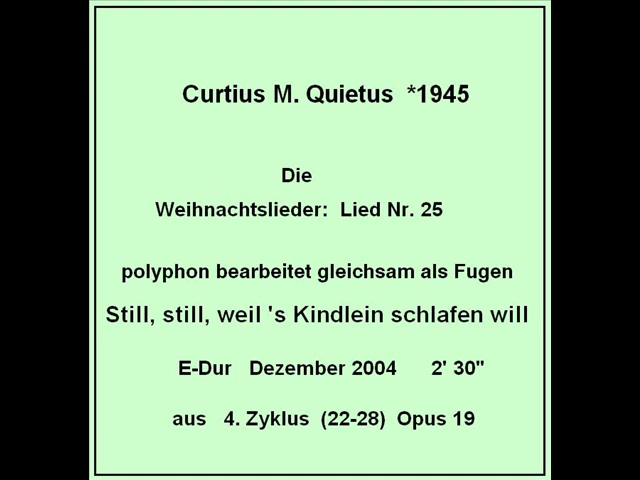 Curtius M. Quietus *1945
Die
Weihnachtslieder: Lied Nr. 25
polyphon bearbeitet gleichsam als Fugen
Still, still, weil 's Kindlein schlafen will
E-Dur Dezember 2004 2' 30"
aus 4. Zyklus (22-28) Opus 19